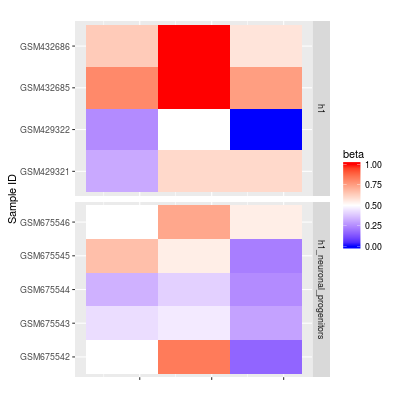 GSM432686
GSM432685
GSM429322
GSM429321
h1
GSM675546
GSM675545
GSM675544
GSM675543
GSM675542
h1_neuronal_progenitors
Sample ID
beta
1.00
0.75
0.50
0.25
0.00